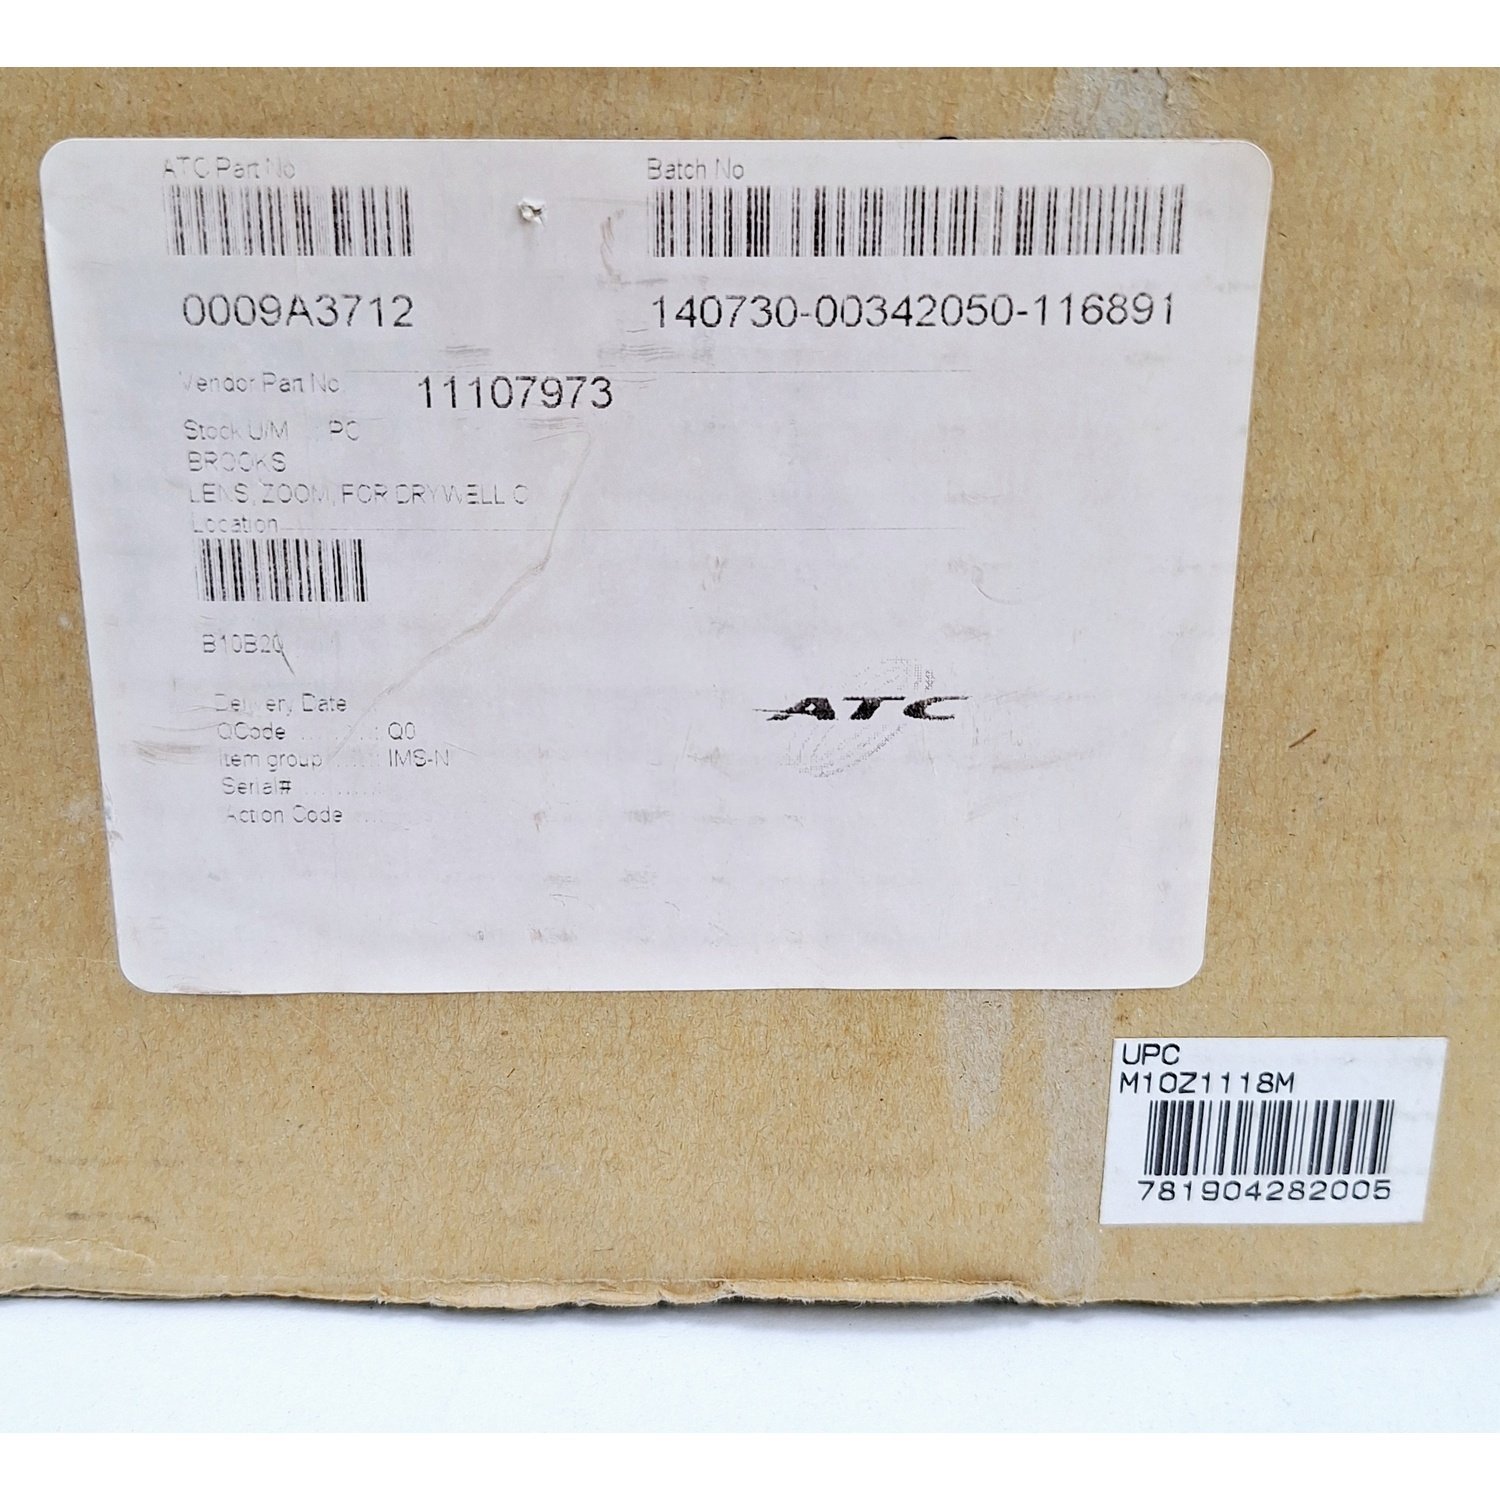 ATC Part No
Batch No
0009A3712
140730-00342050-116891
Vendor Part No. 11107973
Stock U/M PC
BROOKS
LENS, ZOOM, FOR DRYWELL C
Location
B10B20
Delivery Date
QCode ........: Q0
Item group ....: IMS-N
Serial# ..........
Action Code ....
ATC
UPC
M10Z1118M
781904282005